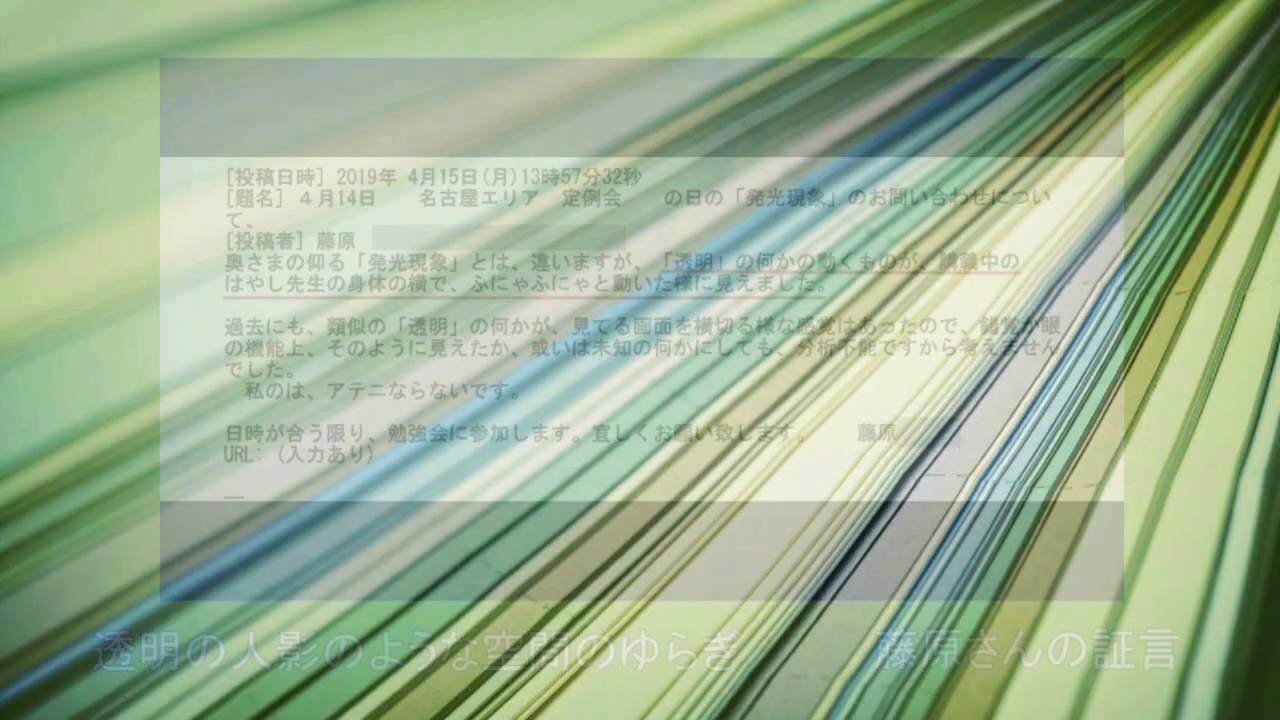 [投稿日時] 2019年 4月15日(月)13時57分32秒
[題名] 4月14日　　名古屋エリア　定例会　　の日の「発光現象」のお問い合わせについ
て、
[投稿者] 藤原
奥さまの仰る「発光現象」とは、違いますが、「透明」の何かの動くものが、講義中の
はやし先生の身体の横で、ふにゃふにゃと動いた様に見えました。
過去にも、類似の「透明」の何かが、見てる画面を横切る様な感覚はあったので、錯覚か眼
の機能上、そのように見えたか、或いは未知の何かにしても、分析不能ですから考えません
でした。
　私のは、アテニならないです。
日時が合う限り、勉強会に参加します。宜しくお願い致します。　　藤原
URL: (入力あり)
透明の人影のような空間のゆらぎ　　　藤原さんの証言